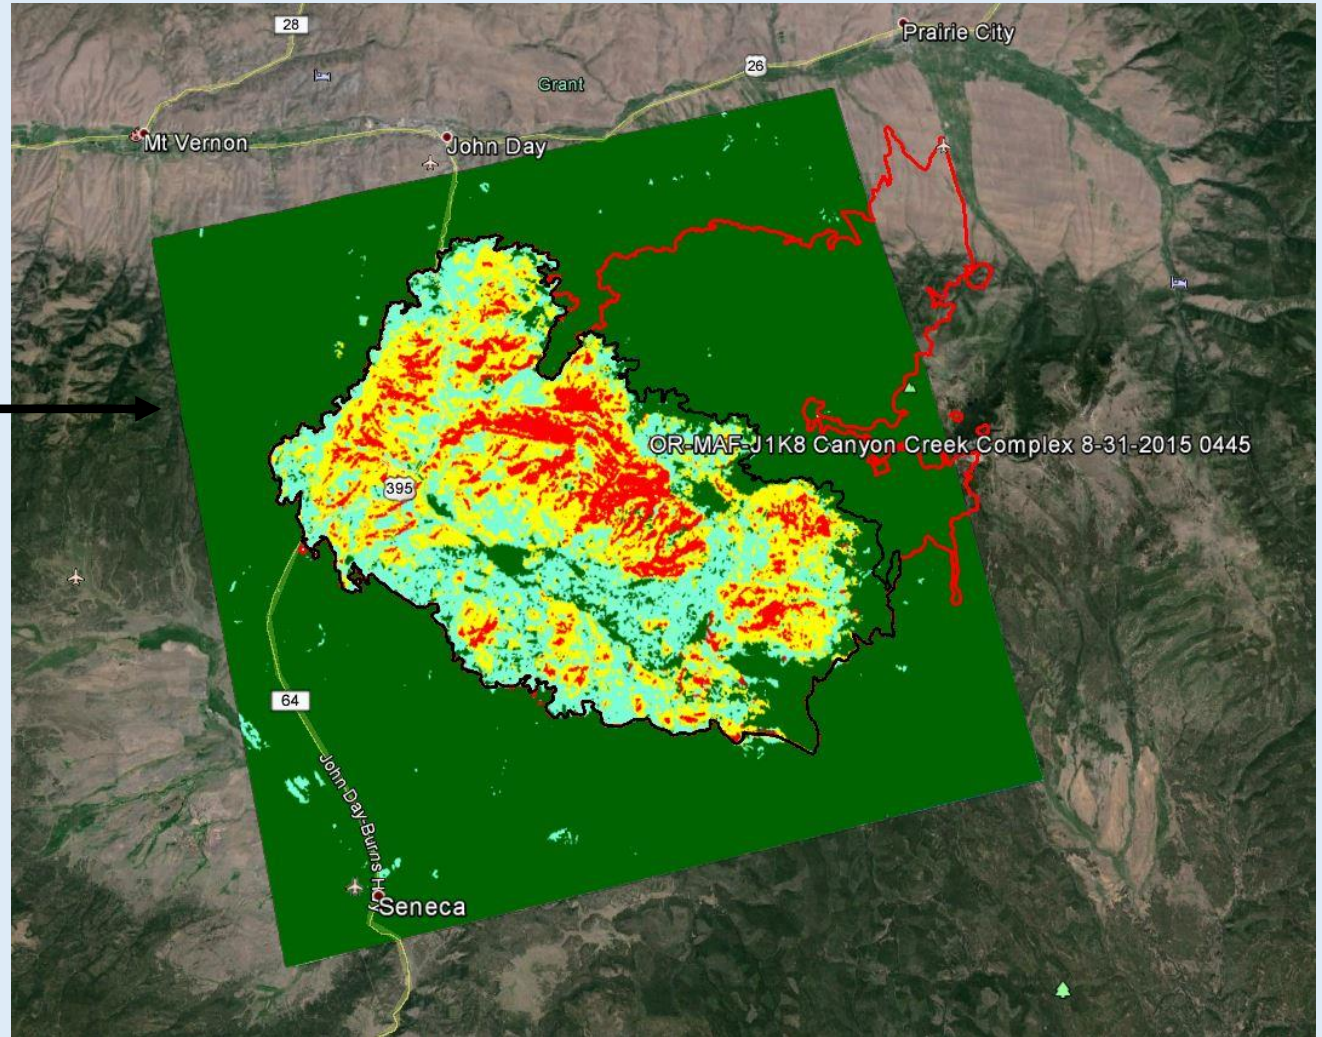 28
Prairie City
26
Grant
Mt Vernon
John Day
OR-MAF-J1K8 Canyon Creek Complex 8-31-2015 0445
395
64
John Day-Burns Hwy
Seneca